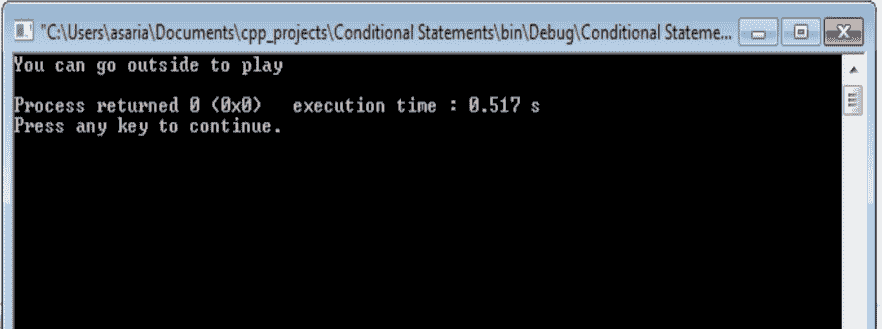 "C:\Users\asaria\Documents\cpp_projects\Conditional Statements\bin\Debug\Conditional Stateme...
You can go outside to play
Process returned 0 (0x0)   execution time : 0.517 s
Press any key to continue.